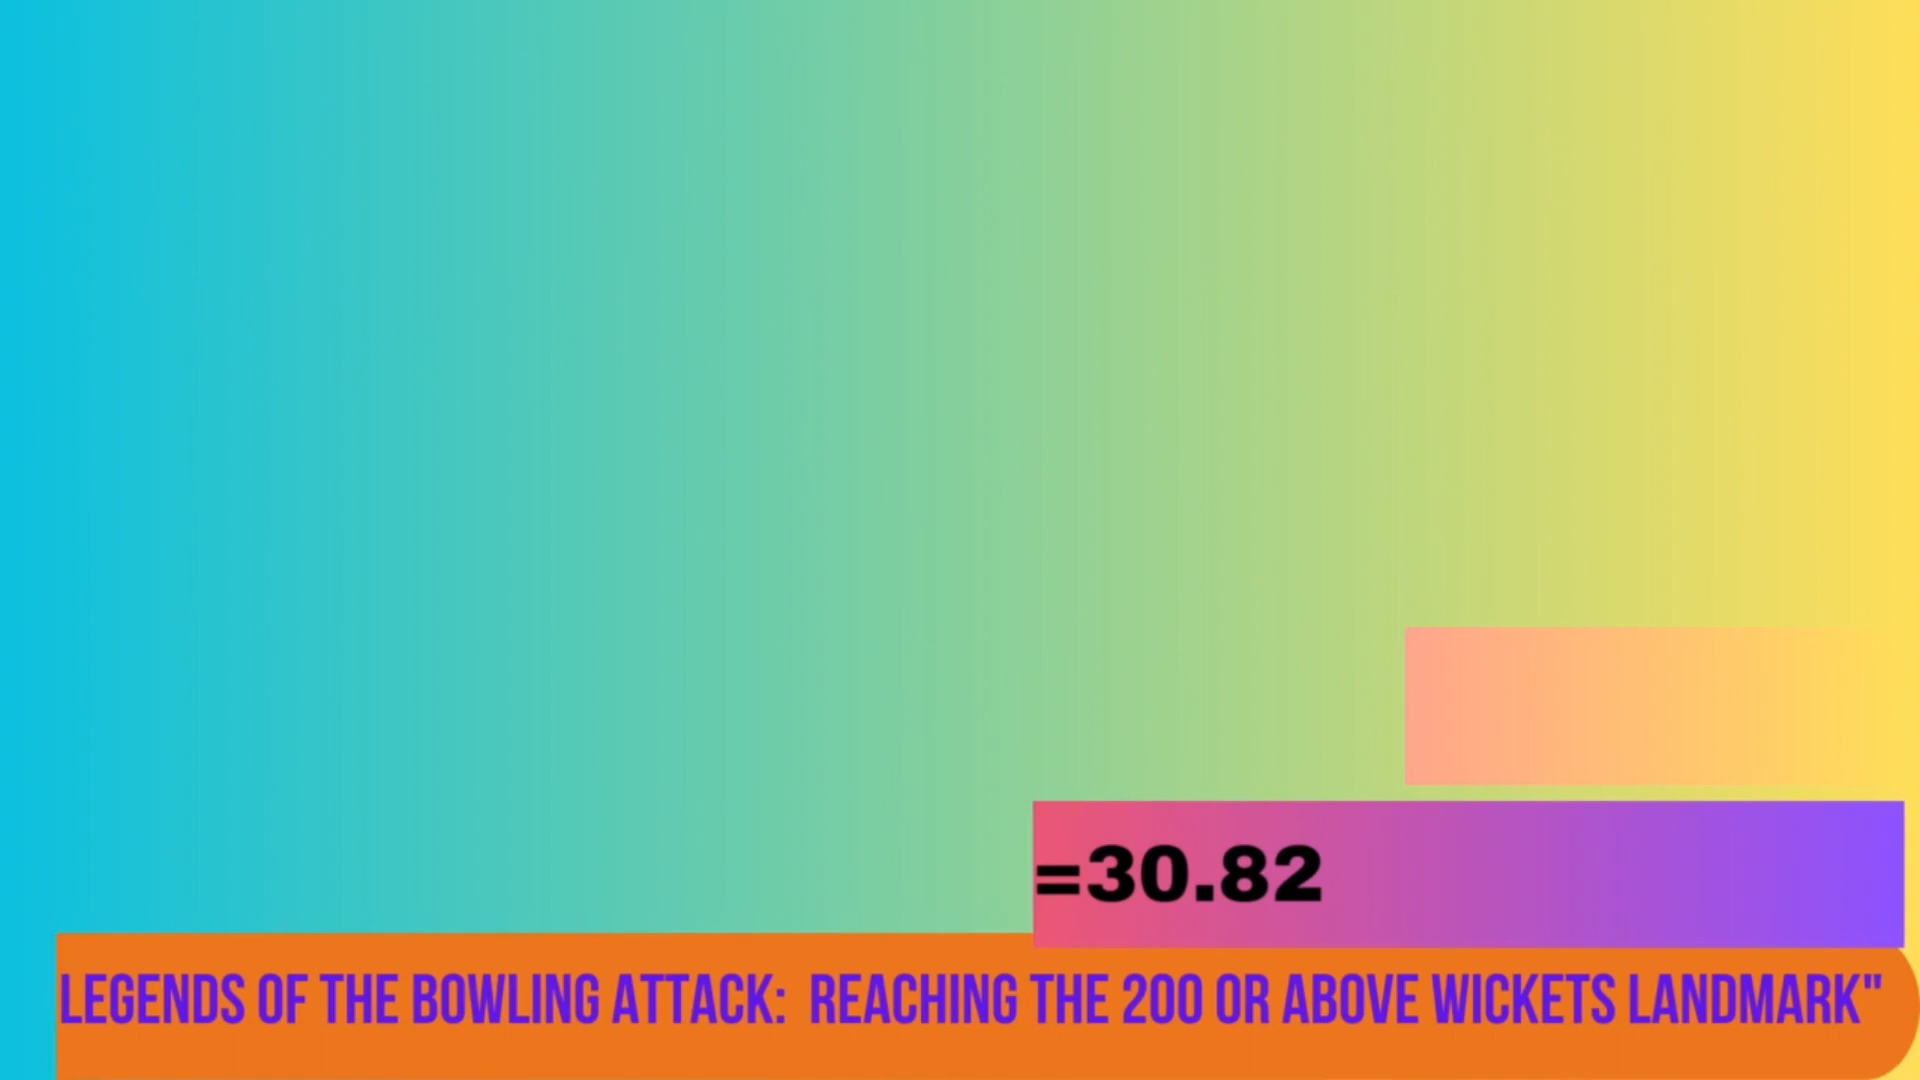 =30.82
LEGENDS OF THE BOWLING ATTACK: REACHING THE 200 OR ABOVE WICKETS LANDMARK"